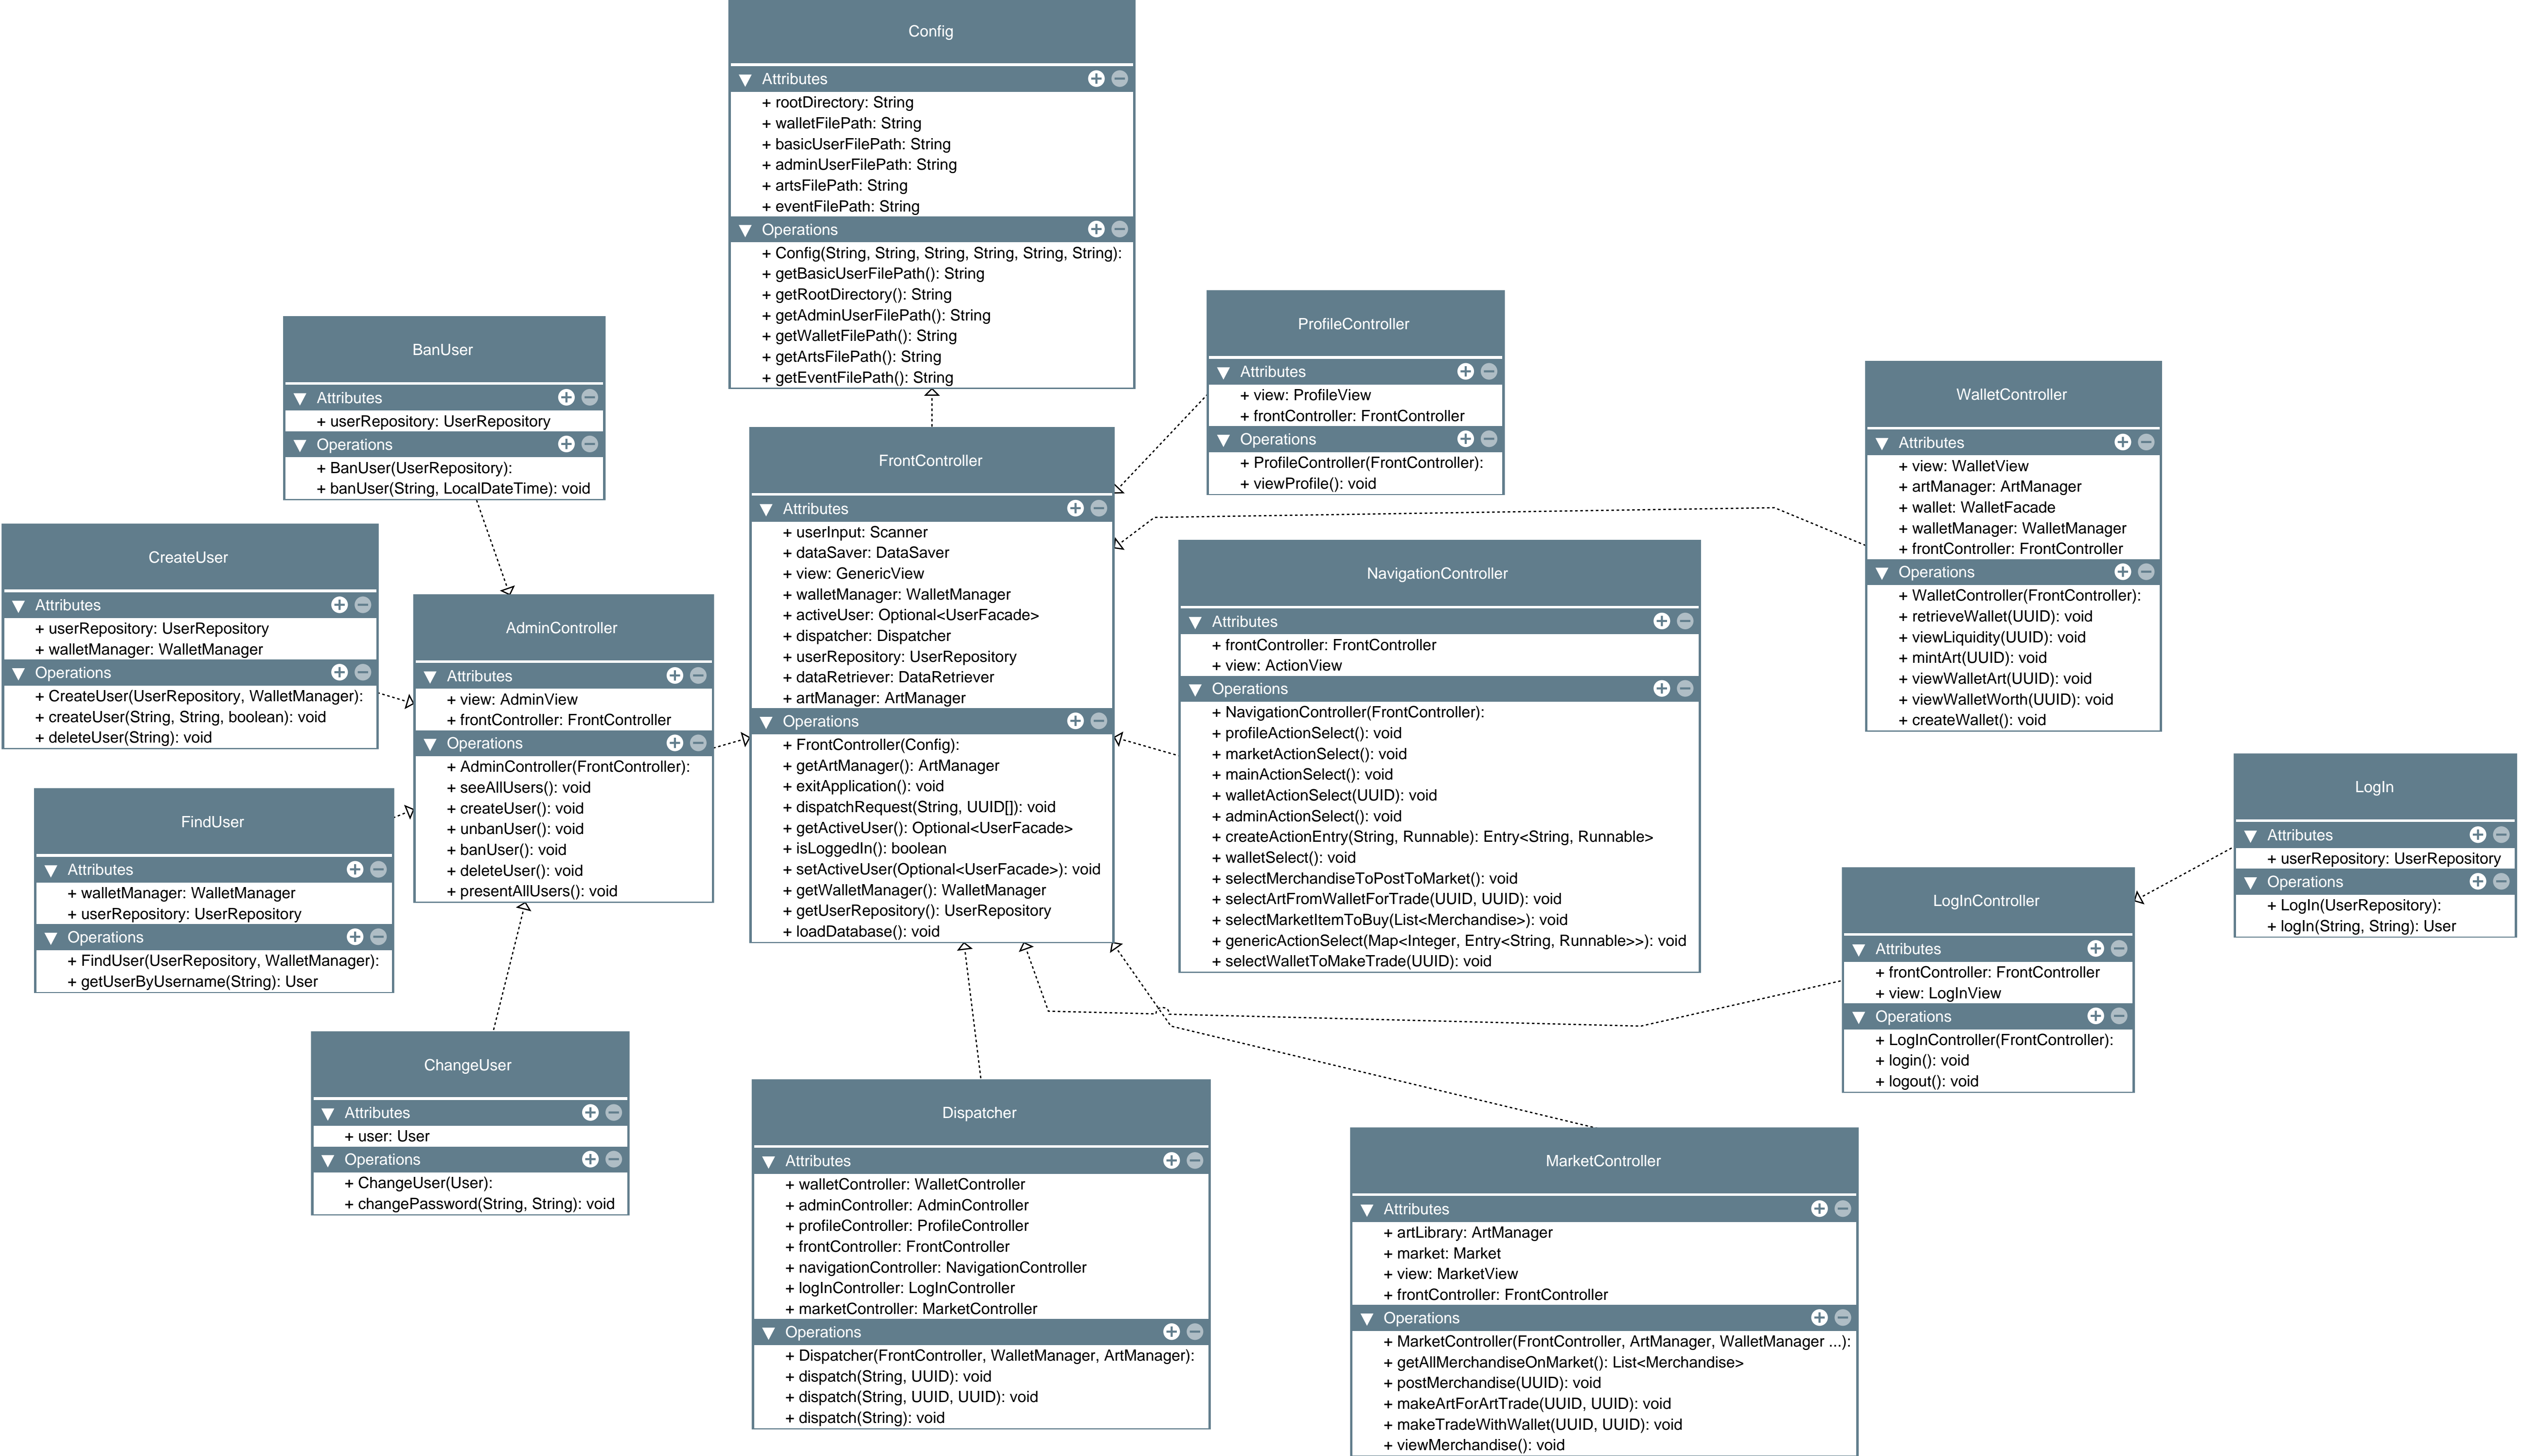 Config
Attributes
+ rootDirectory: String
+ walletFilePath: String
+ basicUserFilePath: String
+ adminUserFilePath: String
+ artsFilePath: String
+ eventFilePath: String
Operations
+ Config(String, String, String, String, String, String):
+ getBasicUserFilePath(): String
+ getRootDirectory(): String
+ getAdminUserFilePath(): String
+ getWalletFilePath(): String
+ getArtsFilePath(): String
+ getEventFilePath(): String
ProfileController
Attributes
+ view: ProfileView
+ frontController: FrontController
Operations
+ ProfileController(FrontController):
+ viewProfile(): void
BanUser
Attributes
+ userRepository: UserRepository
Operations
+ BanUser(UserRepository):
+ banUser(String, LocalDateTime): void
WalletController
Attributes
+ view: WalletView
+ artManager: ArtManager
+ wallet: WalletFacade
+ walletManager: WalletManager
+ frontController: FrontController
Operations
+ WalletController(FrontController):
+ retrieveWallet(UUID): void
+ viewLiquidity(UUID): void
+ mintArt(UUID): void
+ viewWalletArt(UUID): void
+ viewWalletWorth(UUID): void
+ createWallet(): void
FrontController
Attributes
+ userInput: Scanner
+ dataSaver: DataSaver
+ view: GenericView
+ walletManager: WalletManager
+ activeUser: Optional<UserFacade>
+ dispatcher: Dispatcher
+ userRepository: UserRepository
+ dataRetriever: DataRetriever
+ artManager: ArtManager
Operations
+ FrontController(Config):
+ getArtManager(): ArtManager
+ exitApplication(): void
+ dispatchRequest(String, UUID[]): void
+ getActiveUser(): Optional<UserFacade>
+ isLoggedIn(): boolean
+ setActiveUser(Optional<UserFacade>): void
+ getWalletManager(): WalletManager
+ getUserRepository(): UserRepository
+ loadDatabase(): void
CreateUser
Attributes
+ userRepository: UserRepository
+ walletManager: WalletManager
Operations
+ CreateUser(UserRepository, WalletManager):
+ createUser(String, String, boolean): void
+ deleteUser(String): void
NavigationController
Attributes
+ frontController: FrontController
+ view: ActionView
Operations
+ NavigationController(FrontController):
+ profileActionSelect(): void
+ marketActionSelect(): void
+ mainActionSelect(): void
+ walletActionSelect(UUID): void
+ adminActionSelect(): void
+ createActionEntry(String, Runnable): Entry<String, Runnable>
+ walletSelect(): void
+ selectMerchandiseToPostToMarket(): void
+ selectArtFromWalletForTrade(UUID, UUID): void
+ selectMarketItemToBuy(List<Merchandise>): void
+ genericActionSelect(Map<Integer, Entry<String, Runnable>>): void
+ selectWalletToMakeTrade(UUID): void
AdminController
Attributes
+ view: AdminView
+ frontController: FrontController
Operations
+ AdminController(FrontController):
+ seeAllUsers(): void
+ createUser(): void
+ unbanUser(): void
+ banUser(): void
+ deleteUser(): void
+ presentAllUsers(): void
LogIn
Attributes
+ userRepository: UserRepository
Operations
+ LogIn(UserRepository):
+ logIn(String, String): User
FindUser
Attributes
+ walletManager: WalletManager
+ userRepository: UserRepository
Operations
+ FindUser(UserRepository, WalletManager):
+ getUserByUsername(String): User
LogInController
Attributes
+ frontController: FrontController
+ view: LogInView
Operations
+ LogInController(FrontController):
+ login(): void
+ logout(): void
ChangeUser
Attributes
+ user: User
Operations
+ ChangeUser(User):
+ changePassword(String, String): void
Dispatcher
Attributes
+ walletController: WalletController
+ adminController: AdminController
+ profileController: ProfileController
+ frontController: FrontController
+ navigationController: NavigationController
+ logInController: LogInController
+ marketController: MarketController
Operations
+ Dispatcher(FrontController, WalletManager, ArtManager):
+ dispatch(String, UUID): void
+ dispatch(String, UUID, UUID): void
+ dispatch(String): void
MarketController
Attributes
+ artLibrary: ArtManager
+ market: Market
+ view: MarketView
+ frontController: FrontController
Operations
+ MarketController(FrontController, ArtManager, WalletManager ...):
+ getAllMerchandiseOnMarket(): List<Merchandise>
+ postMerchandise(UUID): void
+ makeArtForArtTrade(UUID, UUID): void
+ makeTradeWithWallet(UUID, UUID): void
+ viewMerchandise(): void